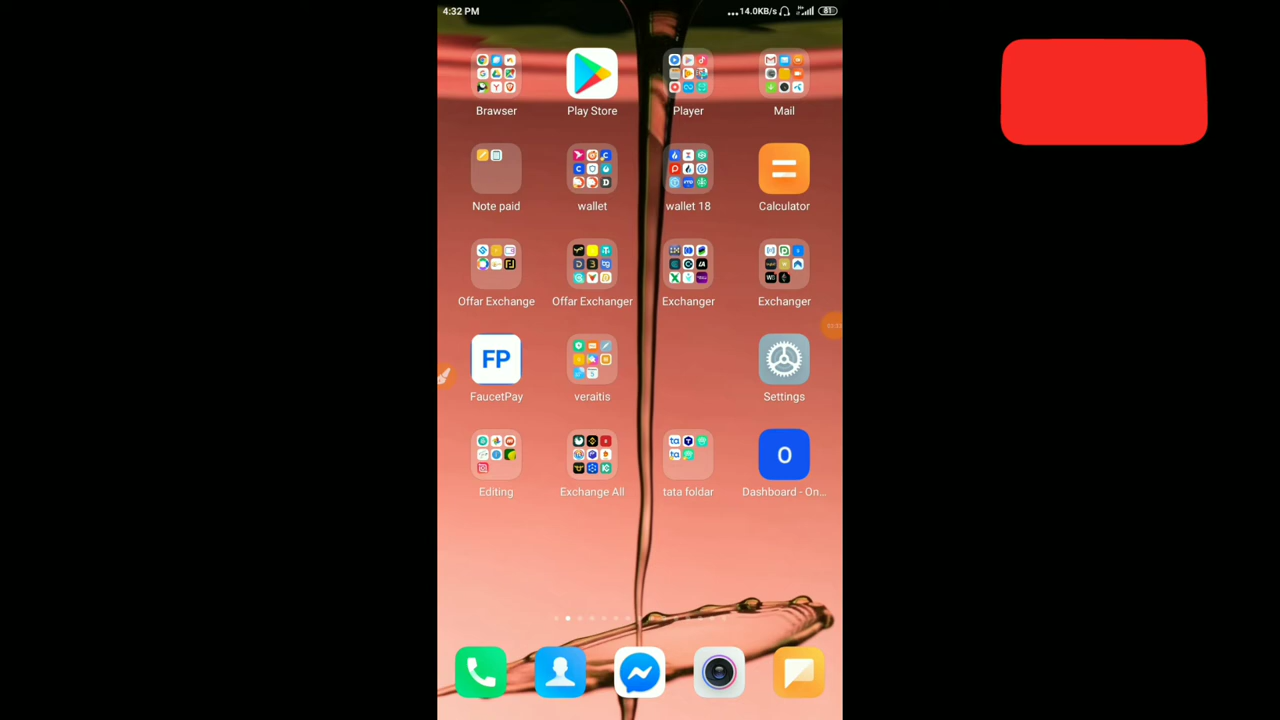 4:32 PM
...14.0KB/s
81
Brawser
Play Store
Player
Mail
Note paid
wallet
wallet 18
Calculator
Offar Exchange
Offar Exchanger
Exchanger
Exchanger
FP
FaucetPay
veraitis
Settings
Editing
Exchange All
tata foldar
O
Dashboard - On...